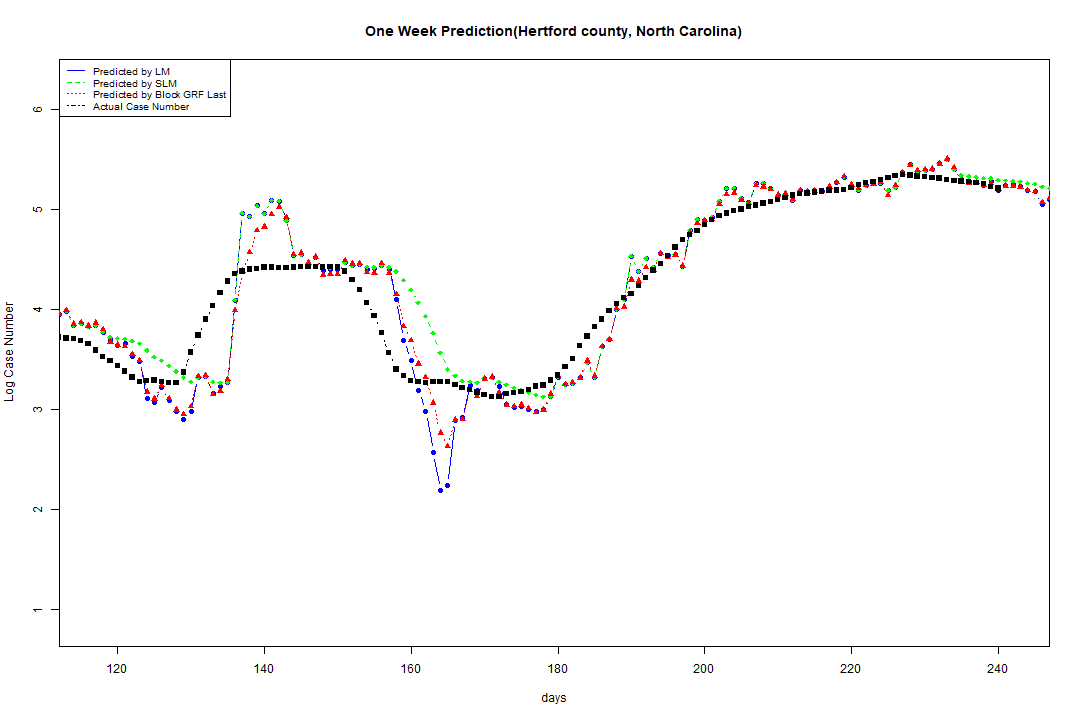 One Week Prediction(Hertford county, North Carolina)
Predicted by LM
Predicted by SLM
Predicted by Block GRF Last
Actual Case Number
Log Case Number
6
5
4
3
2
1
120 140 160 180 200 220 240
days